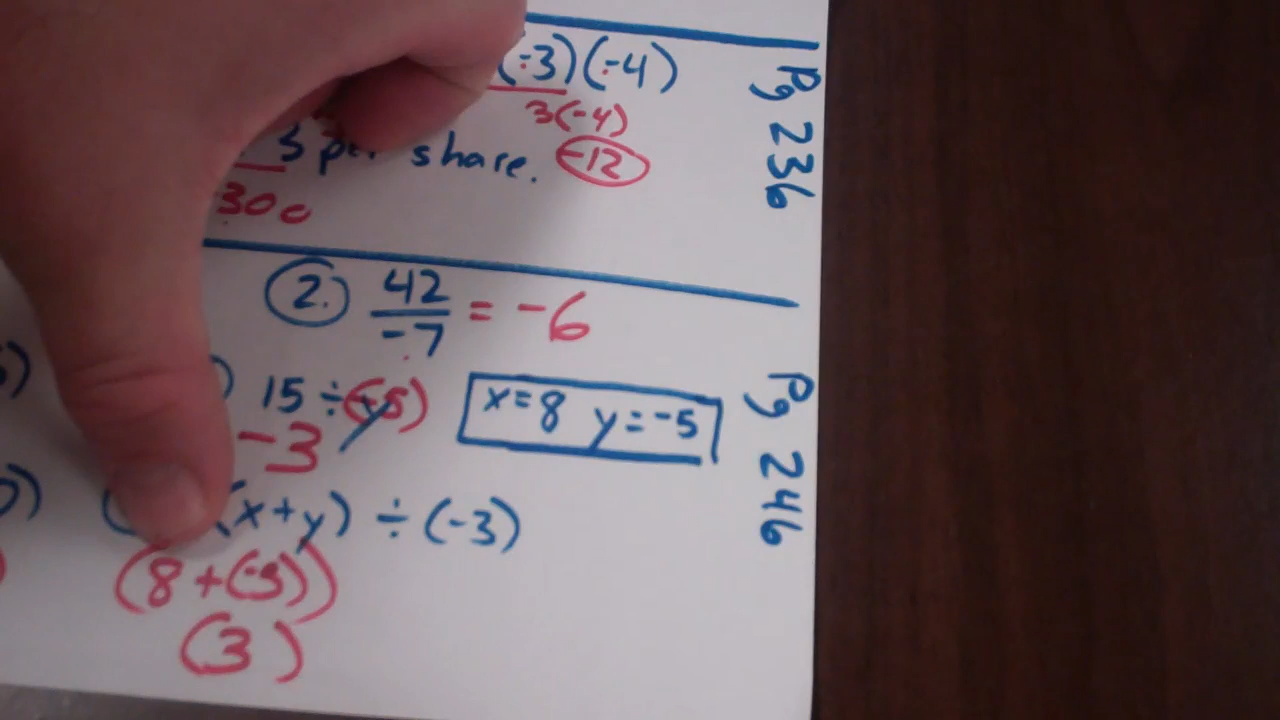 (-3)(-4)
3(-4)
3 per share. -12
300
Pg 236
2. 42/-7 = -6
15 ÷ (-5) x=8 y=-5
-3
Pg 246
(x+y) ÷ (-3)
(8+(-5))
(3)